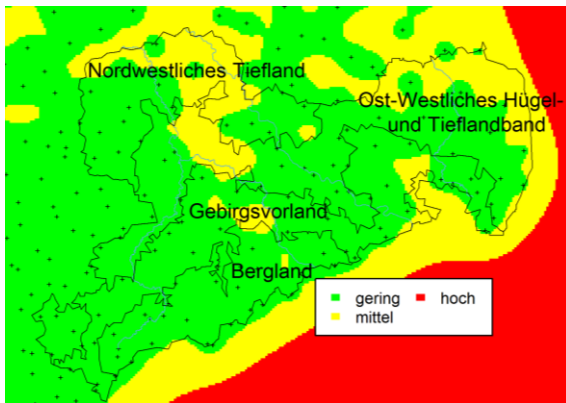 Nordwestliches Tiefland
Ost-Westliches Hügel-
und Tieflandband
Gebirgsvorland
Bergland
gering hoch
mittel